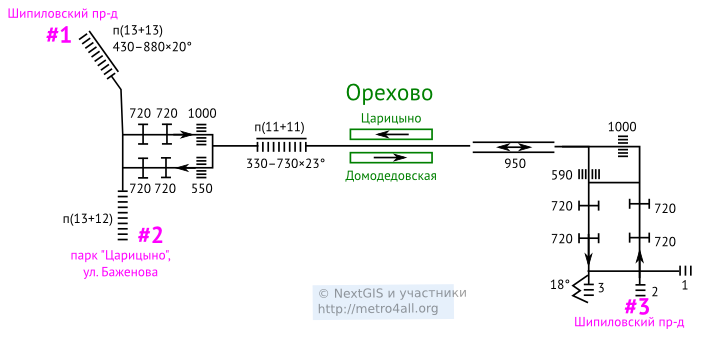 Шипиловский пр-д
#1
п(13+13)
430–880×20°
720 720 1000
720 720 550
п(13+12)
#2
парк "Царицыно",
ул. Баженова
п(11+11)
330–730×23°
Орехово
Царицыно
Домодедовская
950
1000
590
720 720
720 720
18°
3
2
1
#3
Шипиловский пр-д
© NextGIS и участники
http://metro4all.org